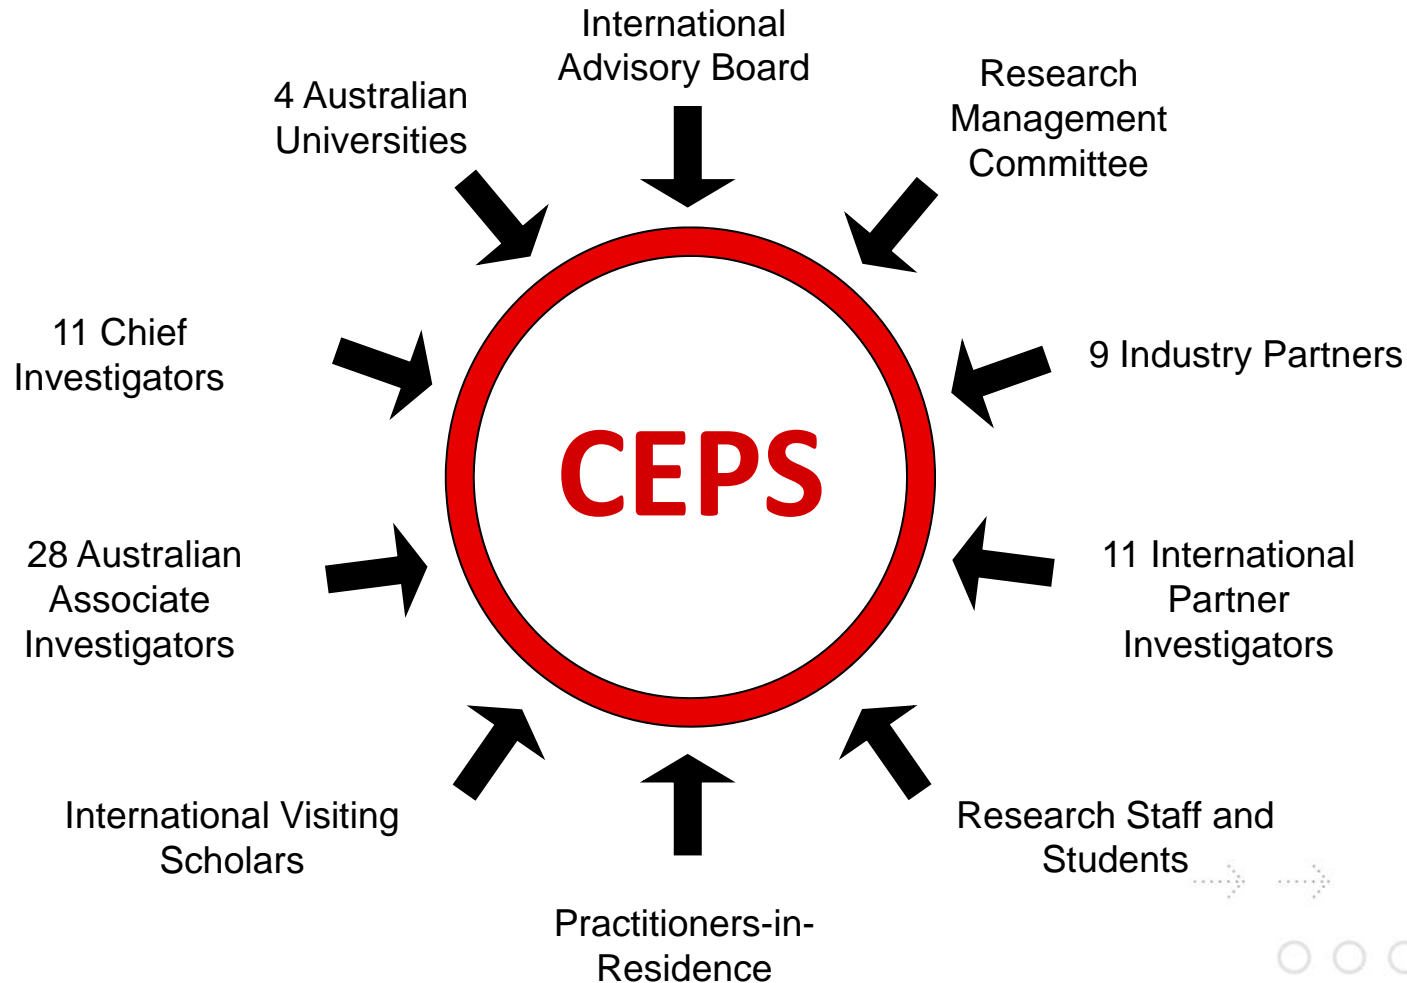 International
Advisory Board
4 Australian
Universities
Research
Management
Committee
11 Chief
Investigators
9 Industry Partners
CEPS
28 Australian
Associate
Investigators
11 International
Partner
Investigators
International Visiting
Scholars
Research Staff and
Students
Practitioners-in-
Residence